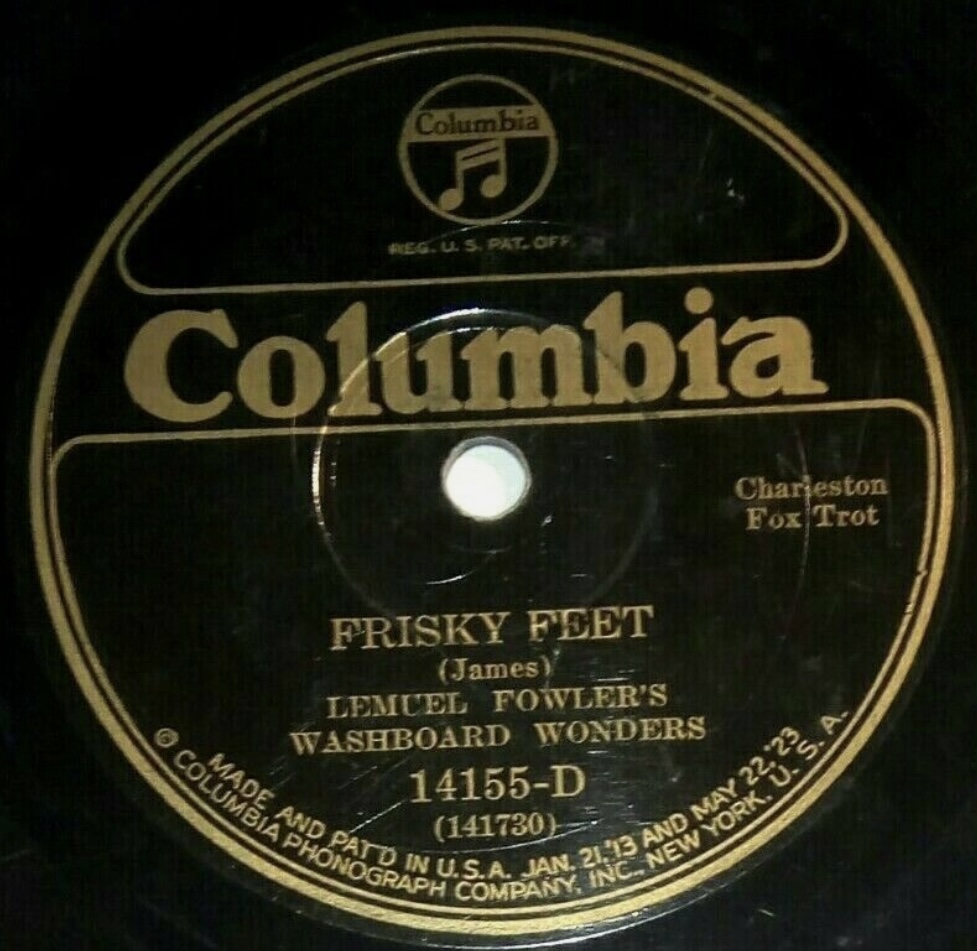 Columbia
REG. U. S. PAT. OFF.
Columbia
Charleston
Fox Trot
FRISKY FEET
(James)
LEMUEL FOWLER'S
WASHBOARD WONDERS
14155-D
(141730)
MADE AND PAT'D IN U.S.A. JAN. 21,'13 AND MAY 22,'23
© COLUMBIA PHONOGRAPH COMPANY, INC., NEW YORK, U. S. A.